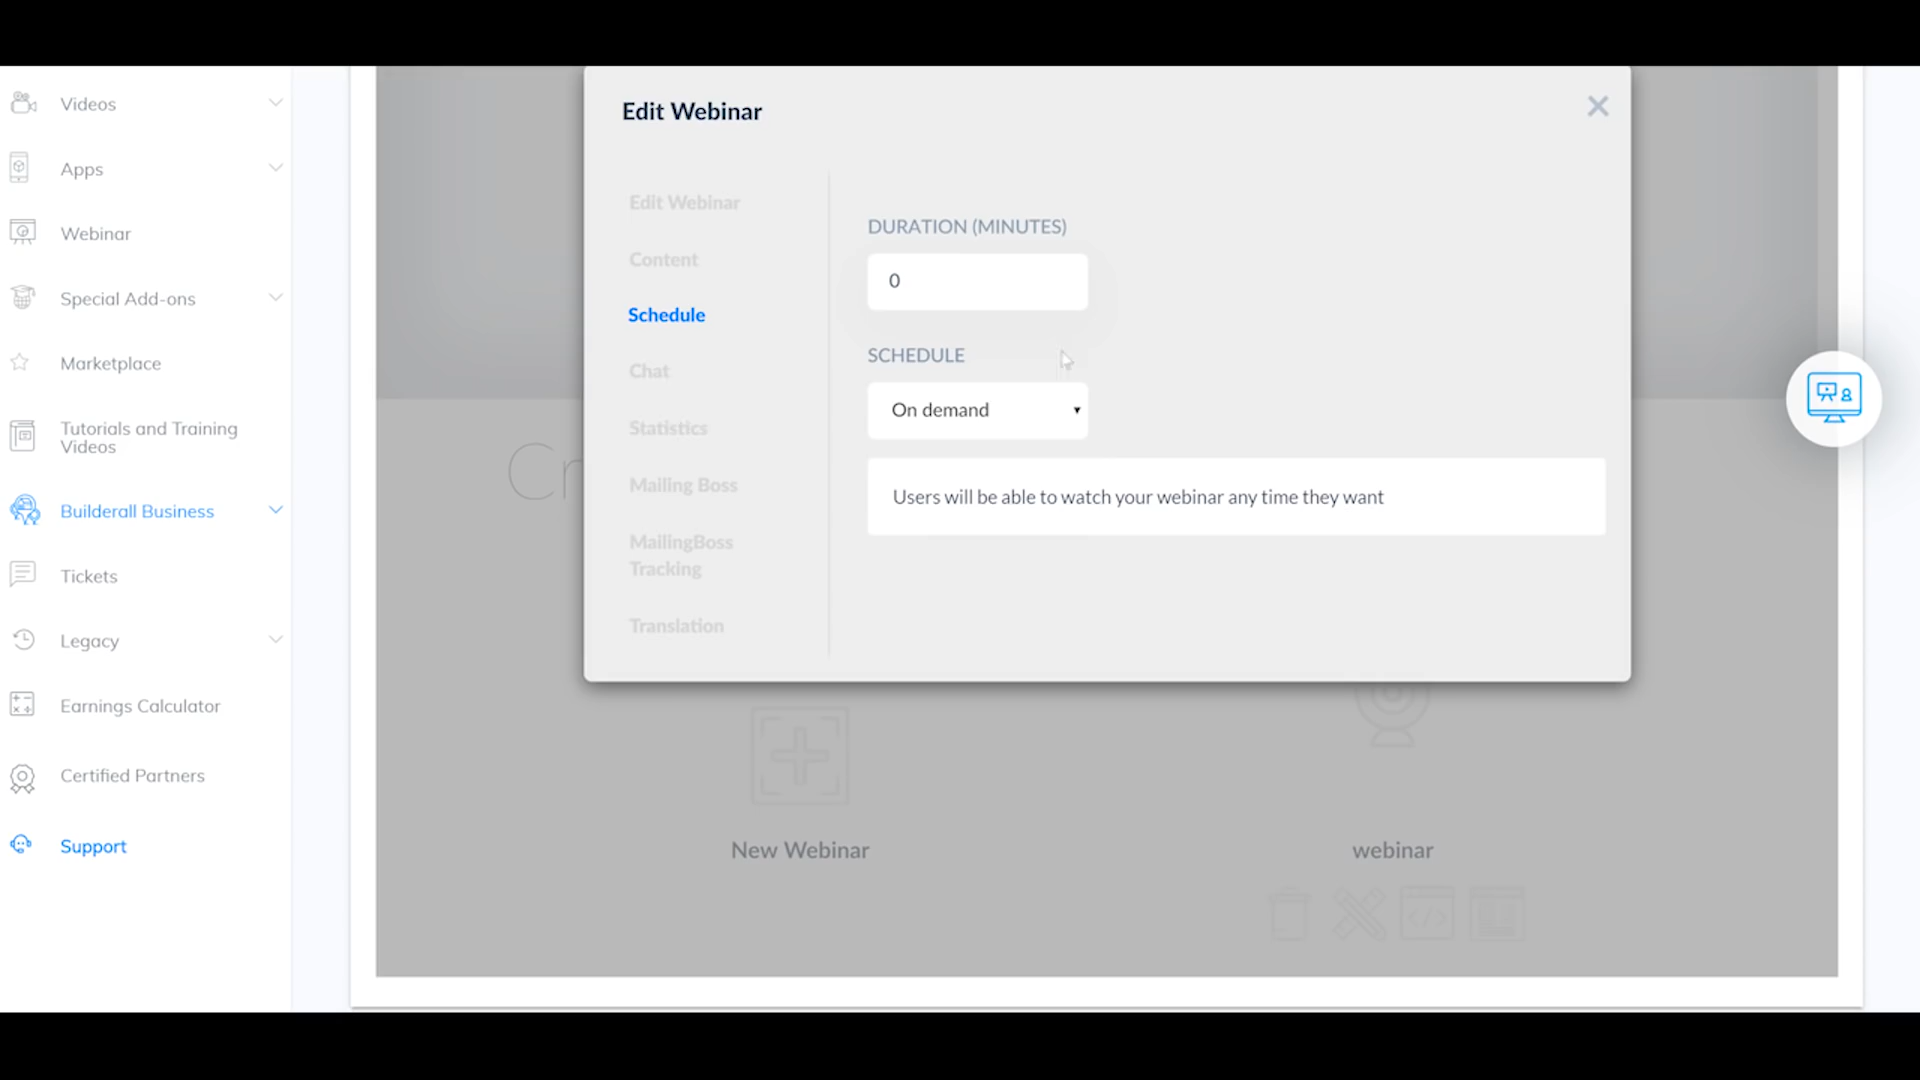 Videos
Apps
Webinar
Special Add-ons
Marketplace
Tutorials and Training
Videos
Builderall Business
Tickets
Legacy
Earnings Calculator
Certified Partners
Support
Edit Webinar
Edit Webinar
Content
Schedule
Chat
Statistics
Mailing Boss
MailingBoss
Tracking
Translation
DURATION (MINUTES)
0
SCHEDULE
On demand
Users will be able to watch your webinar any time they want
New Webinar
webinar